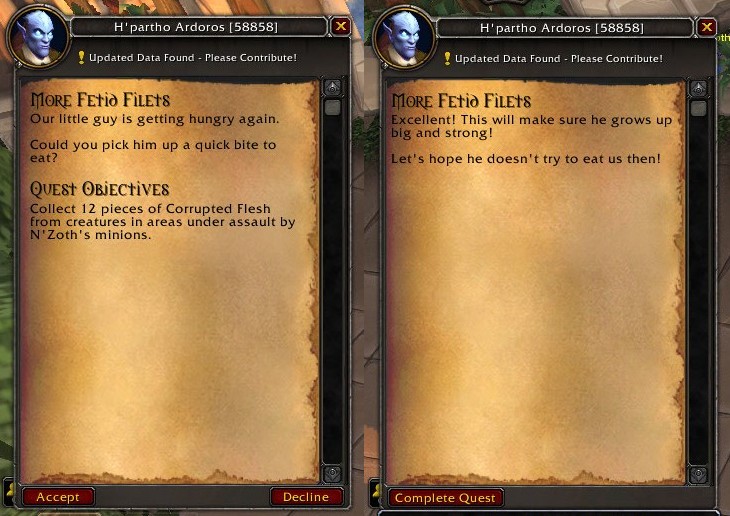 H'partho Ardoros [58858]
Updated Data Found - Please Contribute!
More Fetid Filets
Our little guy is getting hungry again.
Could you pick him up a quick bite to
eat?
Quest Objectives
Collect 12 pieces of Corrupted Flesh
from creatures in areas under assault by
N'Zoth's minions.
Accept
Decline
H'partho Ardoros [58858]
Updated Data Found - Please Contribute!
More Fetid Filets
Excellent! This will make sure he grows up
big and strong!
Let's hope he doesn't try to eat us then!
Complete Quest